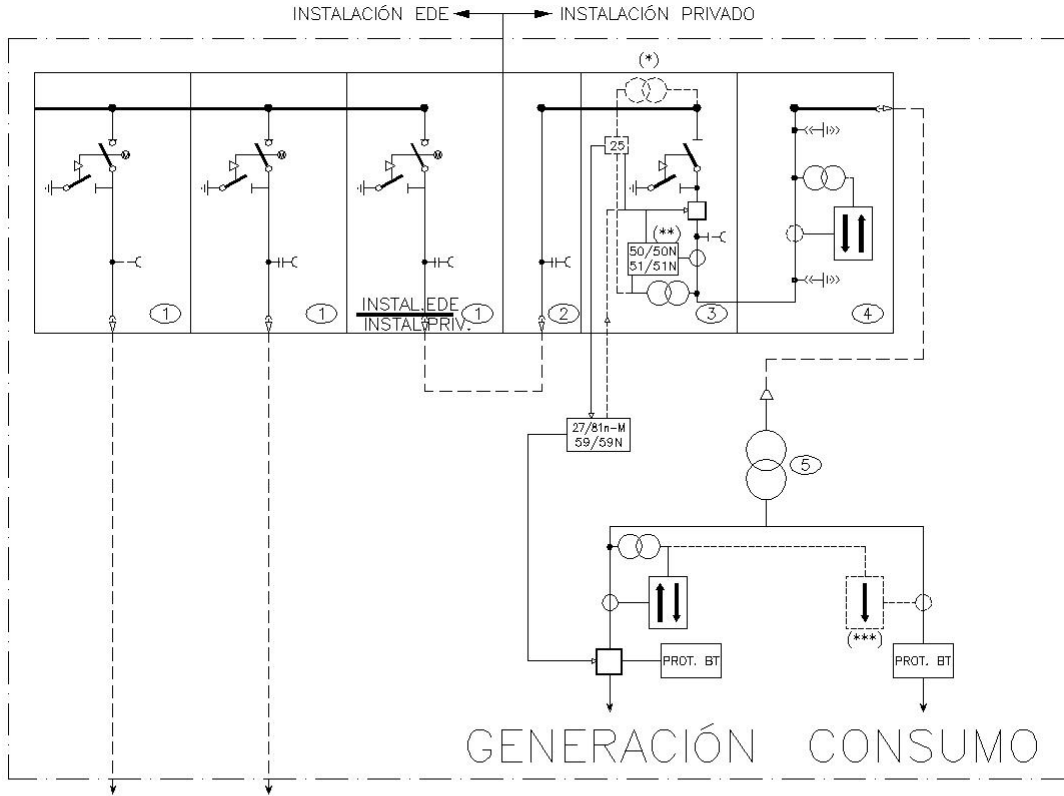 INSTALACIÓN EDE
INSTALACIÓN PRIVADO
(*)
25
(**)
50/50N
51/51N
INSTAL.EDE
INSTAL.PRIV.
1
1
1
2
3
4
27/81n-M
59/59N
5
(***)
PROT. BT
PROT. BT
GENERACIÓN
CONSUMO